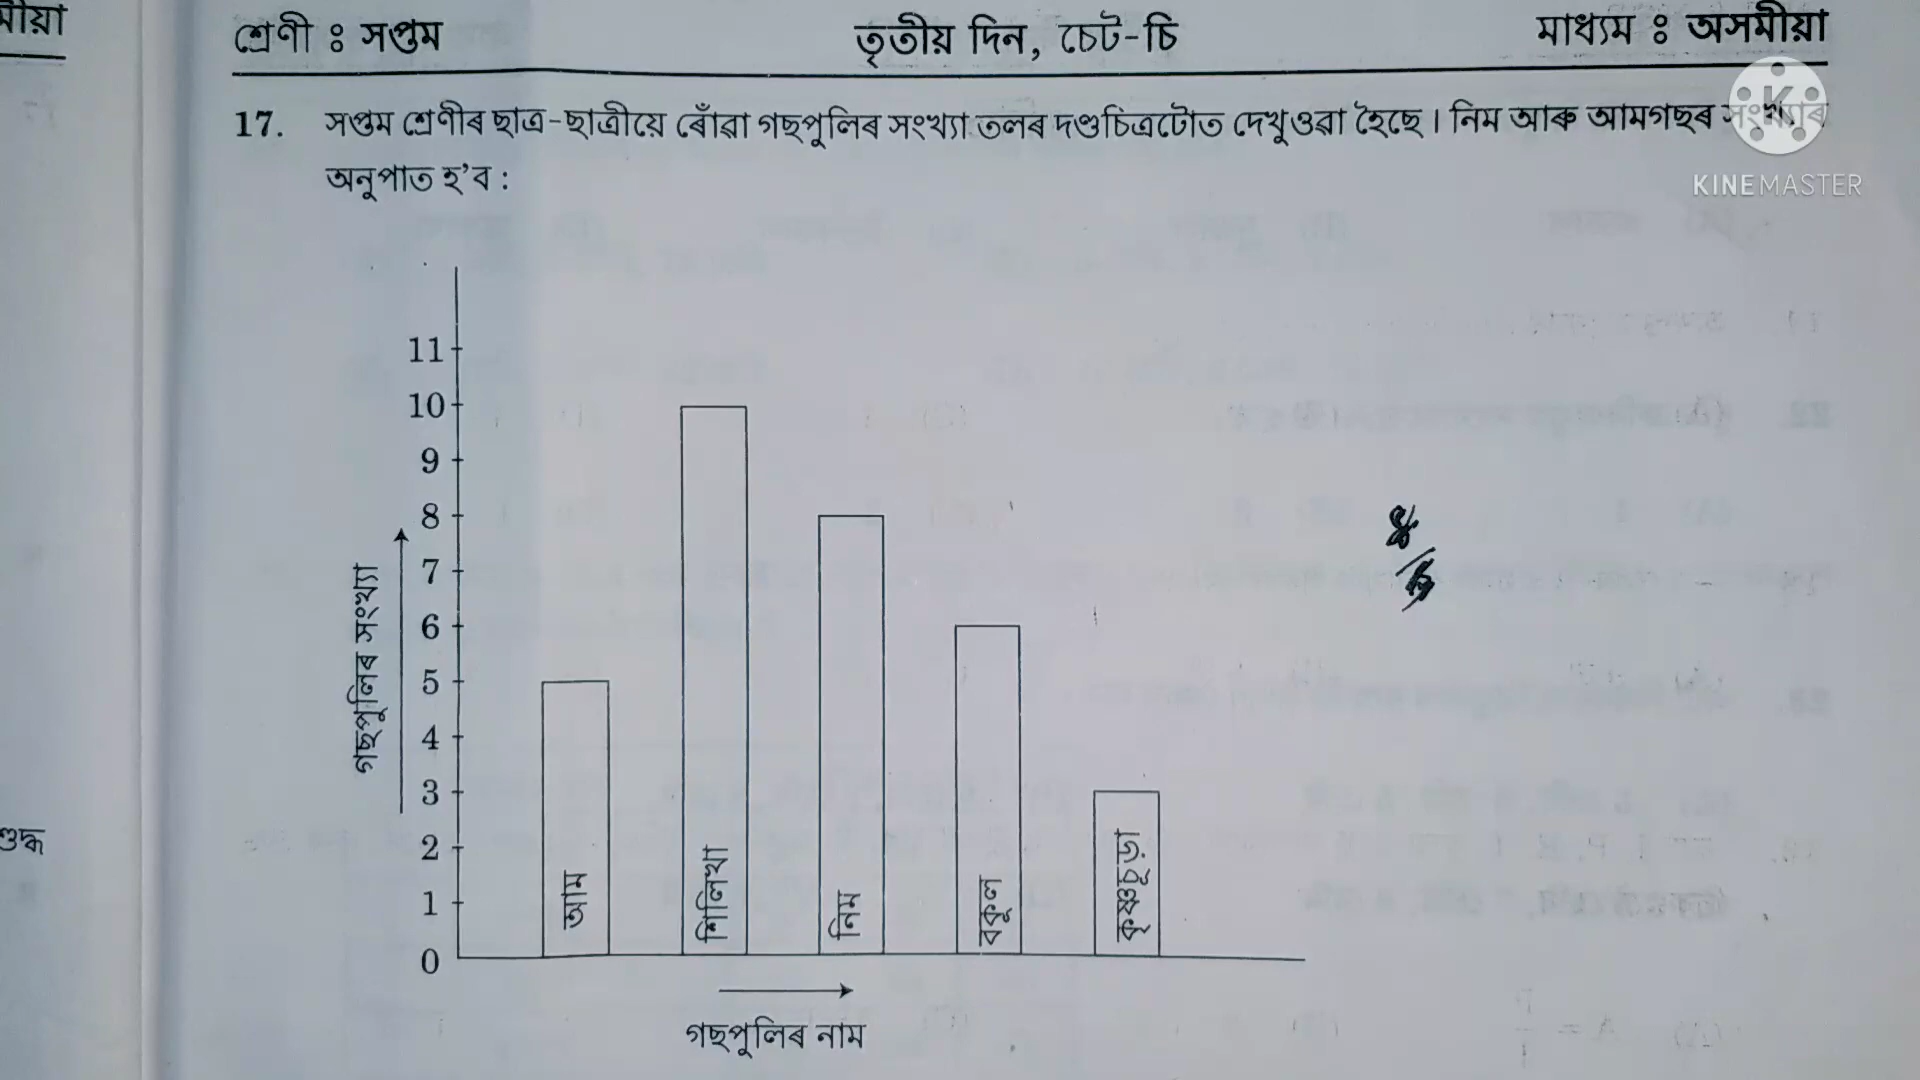 মীয়া
শ্ৰেণী ঃ সপ্তম
তৃতীয় দিন, চেট-চি
মাধ্যম ঃ অসমীয়া
17. সপ্তম শ্ৰেণীৰ ছাত্ৰ-ছাত্ৰীয়ে ৰোঁৱা গছপুলিৰ সংখ্যা তলৰ দণ্ডচিত্ৰটোত দেখুওৱা হৈছে। নিম আৰু আমগছৰ সংখ্যাৰ
অনুপাত হ'ব :
KINEMASTER
11
10
9
8
7
6
5
4
3
2
1
0
গছপুলিৰ সংখ্যা
আম
শিলিখা
নিম
বকুল
কৃষ্ণচূড়া
গছপুলিৰ নাম
শুদ্ধ